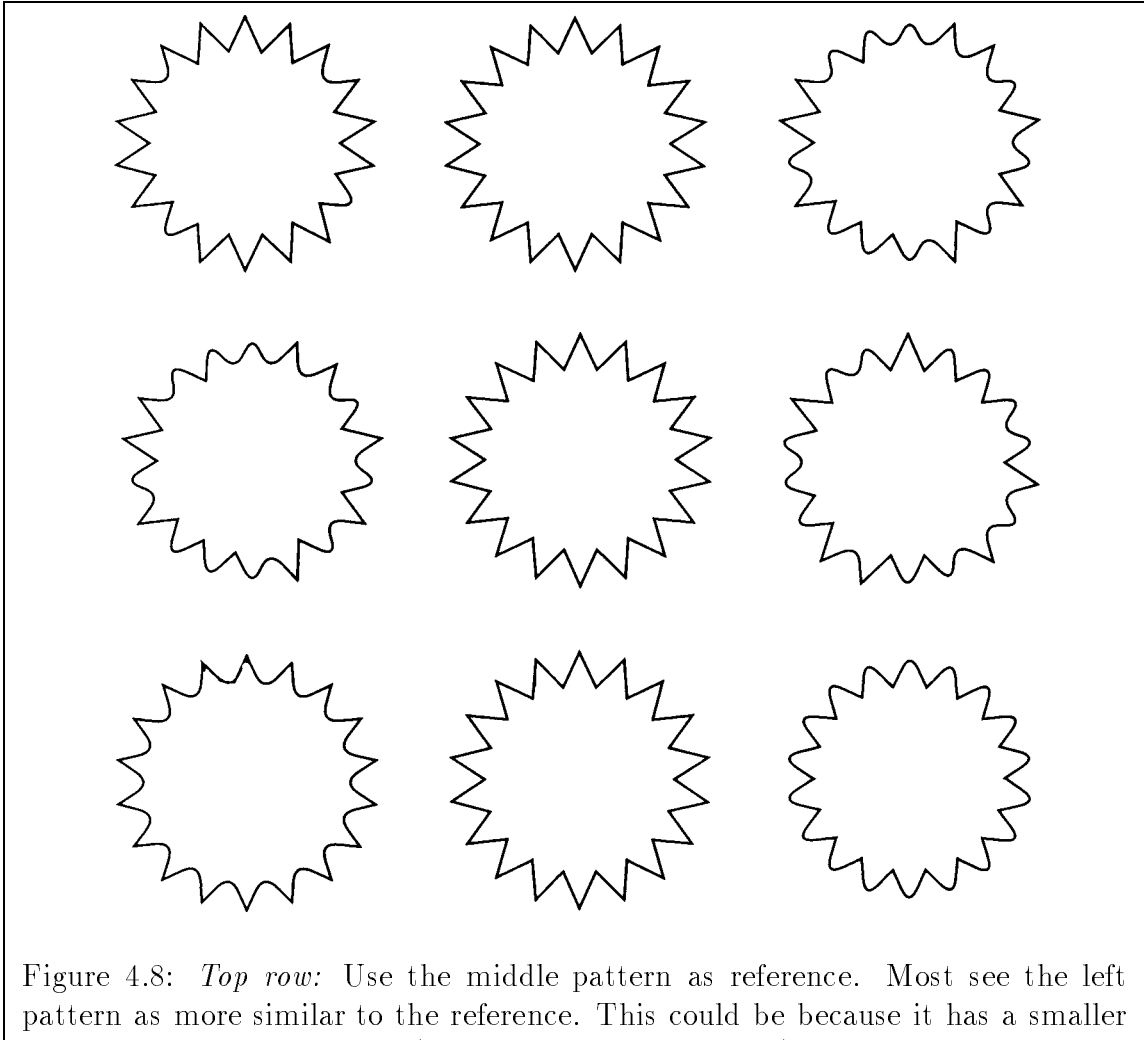 Figure 4.8: Top row: Use the middle pattern as reference. Most see the left
pattern as more similar to the reference. This could be because it has a smaller